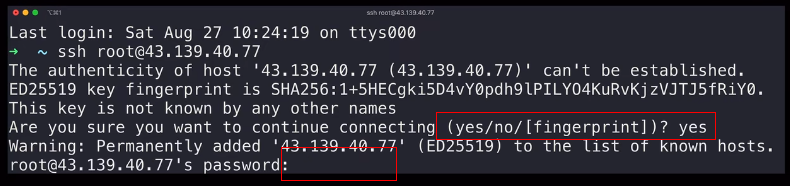 ⌥⌘1
ssh root@43.139.40.77
Last login: Sat Aug 27 10:24:19 on ttys000
➜ ~ ssh root@43.139.40.77
The authenticity of host '43.139.40.77 (43.139.40.77)' can't be established.
ED25519 key fingerprint is SHA256:1+5HECgki5D4vY0pdh9lPILYO4KuRvKjzVJTJ5fRiY0.
This key is not known by any other names
Are you sure you want to continue connecting (yes/no/[fingerprint])? yes
Warning: Permanently added '43.139.40.77' (ED25519) to the list of known hosts.
root@43.139.40.77's password: